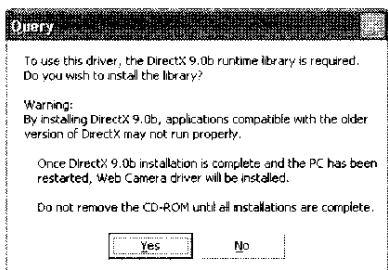 Query
To use this driver, the DirectX 9.0b runtime library is required.
Do you wish to install the library?
Warning:
By installing DirectX 9.0b, applications compatible with the older
version of DirectX may not run properly.
Once DirectX 9.0b installation is complete and the PC has been
restarted, Web Camera driver will be installed.
Do not remove the CD-ROM until all installations are complete.
Yes No